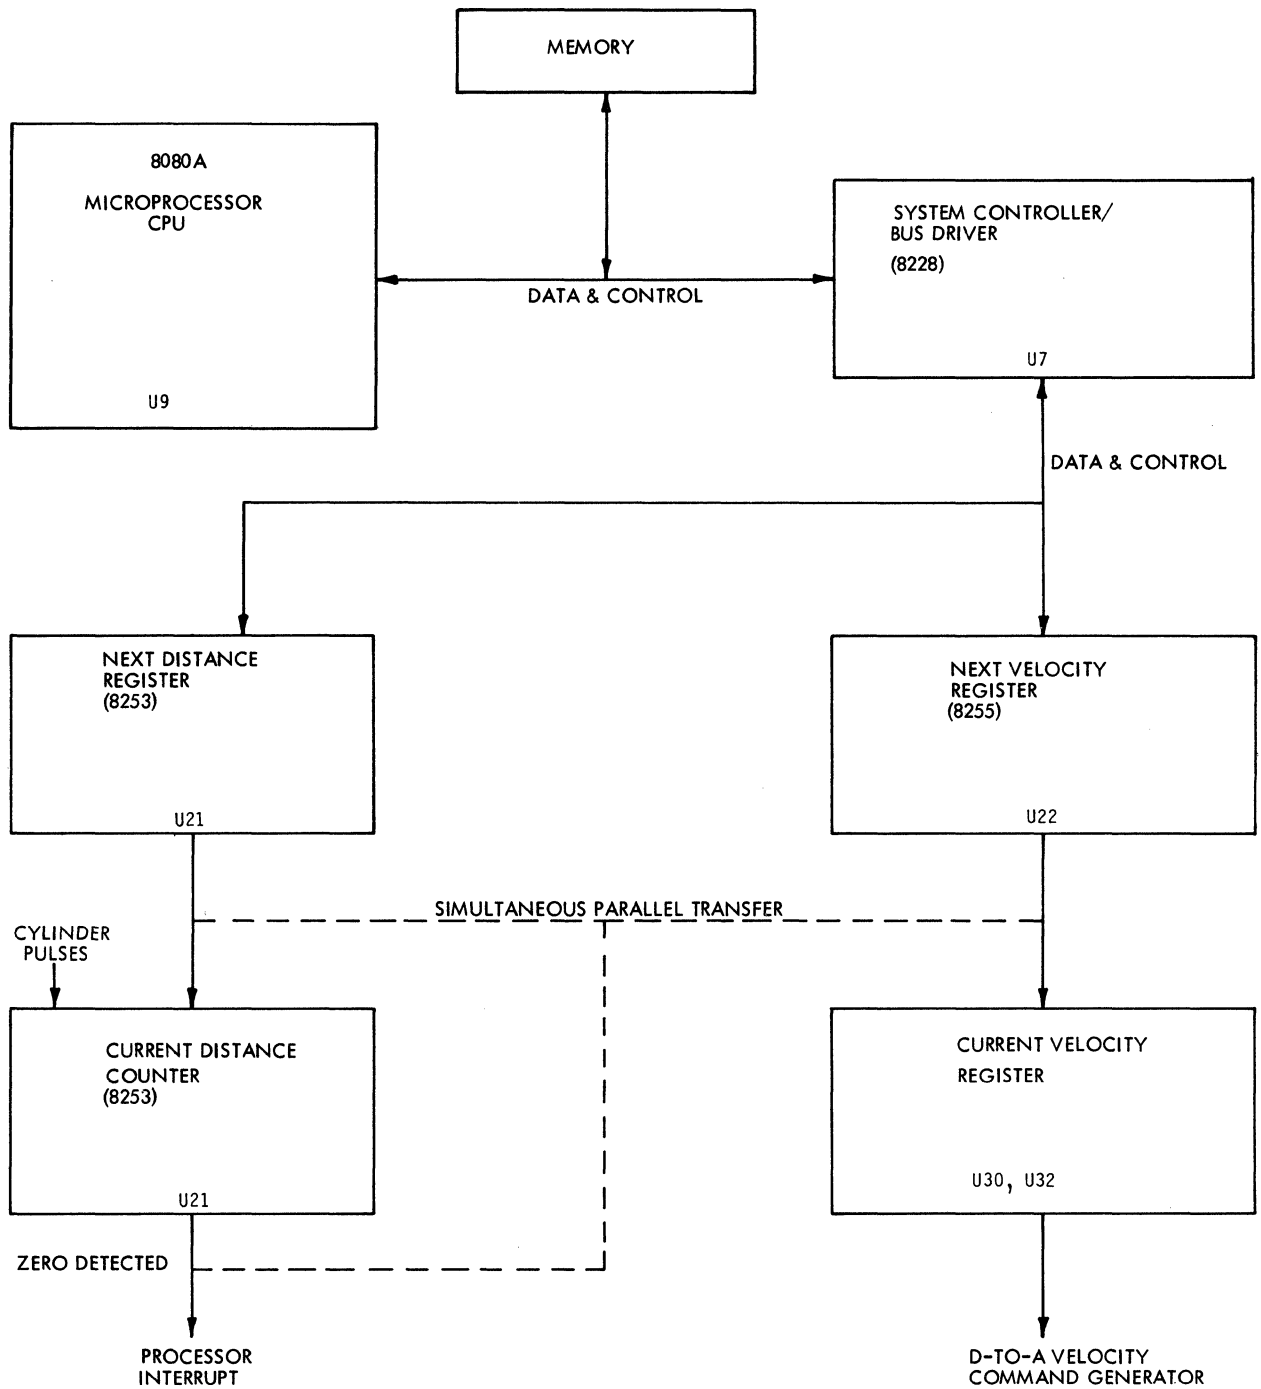 MEMORY
8080A
MICROPROCESSOR
CPU
U9
SYSTEM CONTROLLER/
BUS DRIVER
(8228)
U7
DATA & CONTROL
DATA & CONTROL
NEXT DISTANCE
REGISTER
(8253)
U21
NEXT VELOCITY
REGISTER
(8255)
U22
SIMULTANEOUS PARALLEL TRANSFER
CYLINDER
PULSES
CURRENT DISTANCE
COUNTER
(8253)
U21
CURRENT VELOCITY
REGISTER
U30, U32
ZERO DETECTED
PROCESSOR
INTERRUPT
D-TO-A VELOCITY
COMMAND GENERATOR